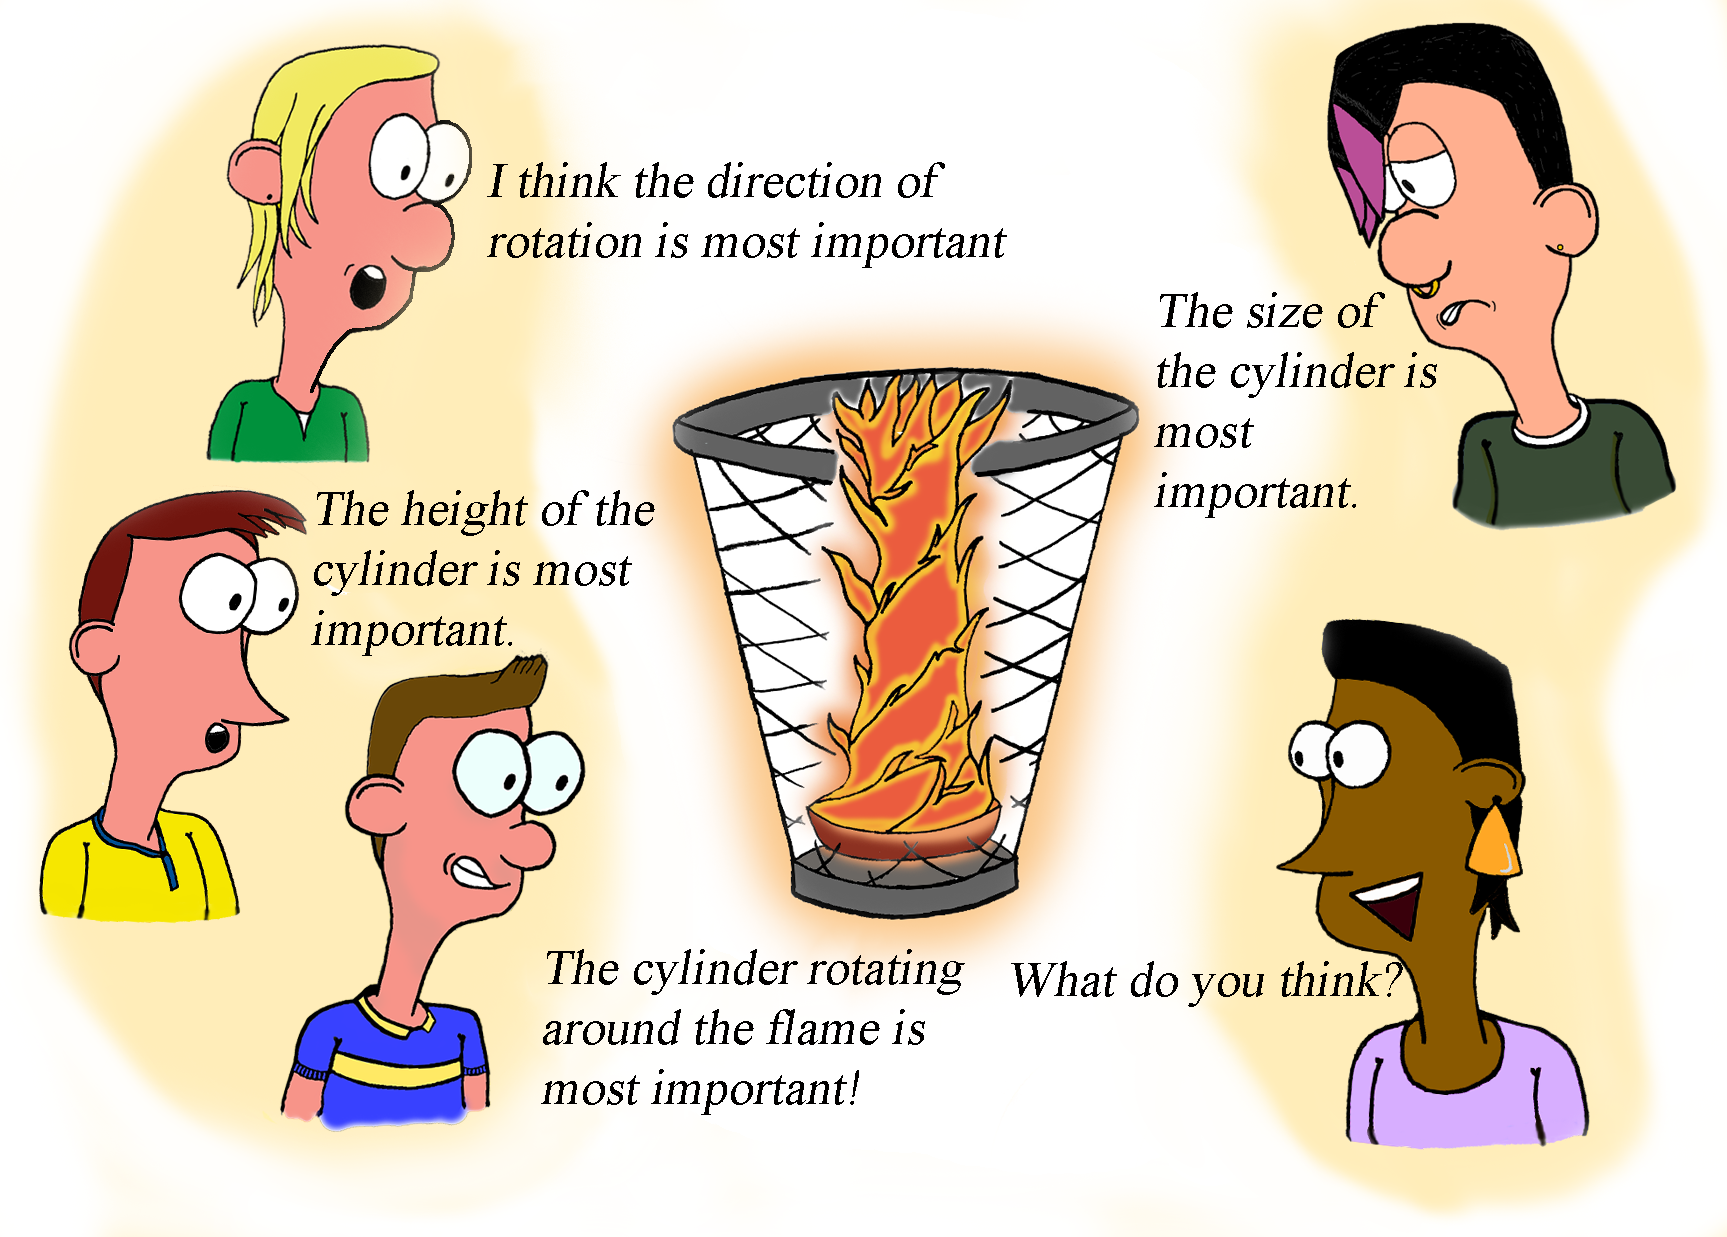 I think the direction of
rotation is most important
The size of
the cylinder is
most
important.
The height of the
cylinder is most
important.
The cylinder rotating
around the flame is
most important!
What do you think?